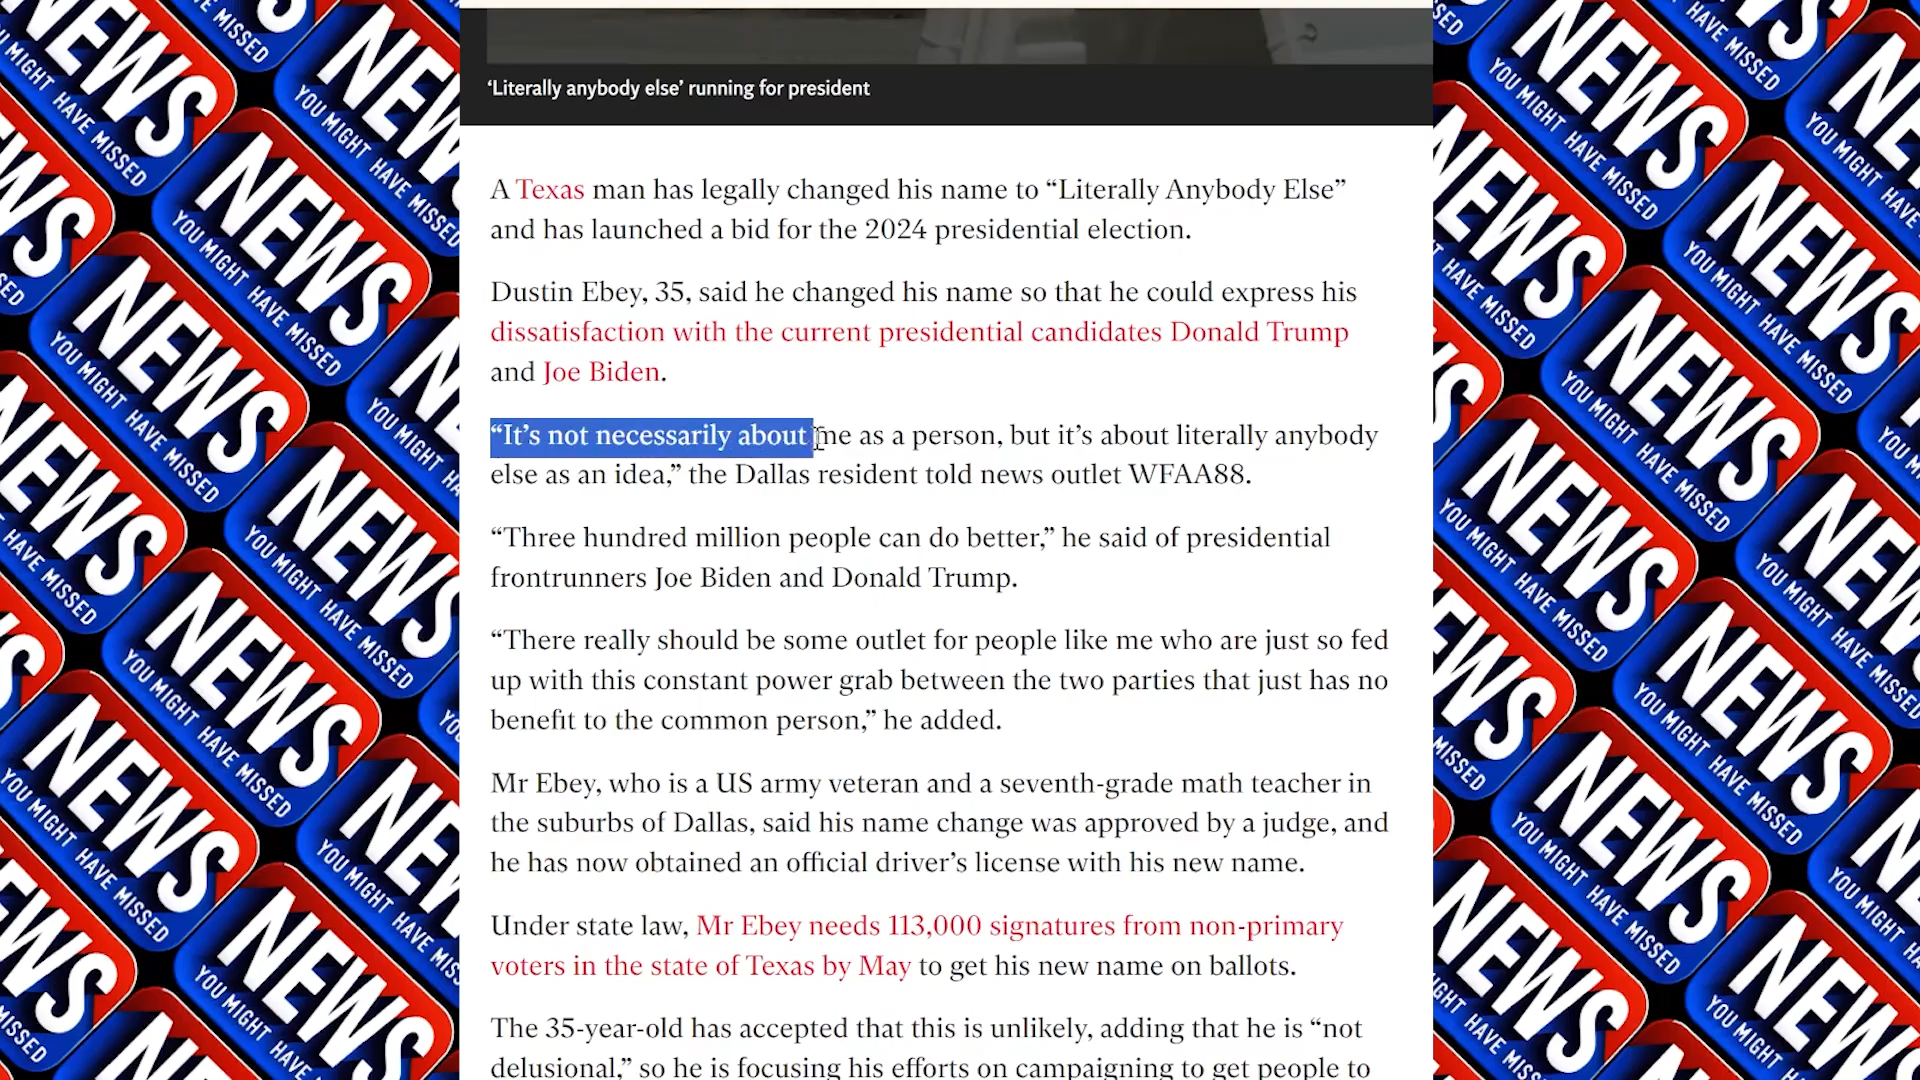 ‘Literally anybody else’ running for president
A Texas man has legally changed his name to “Literally Anybody Else”
and has launched a bid for the 2024 presidential election.
Dustin Ebey, 35, said he changed his name so that he could express his
dissatisfaction with the current presidential candidates Donald Trump
and Joe Biden.
“It’s not necessarily about me as a person, but it’s about literally anybody
else as an idea,” the Dallas resident told news outlet WFAA88.
“Three hundred million people can do better,” he said of presidential
frontrunners Joe Biden and Donald Trump.
“There really should be some outlet for people like me who are just so fed
up with this constant power grab between the two parties that just has no
benefit to the common person,” he added.
Mr Ebey, who is a US army veteran and a seventh-grade math teacher in
the suburbs of Dallas, said his name change was approved by a judge, and
he has now obtained an official driver’s license with his new name.
Under state law, Mr Ebey needs 113,000 signatures from non-primary
voters in the state of Texas by May to get his new name on ballots.
The 35-year-old has accepted that this is unlikely, adding that he is “not
delusional,” so he is focusing his efforts on campaigning to get people to
NEWS
YOU MIGHT HAVE MISSED